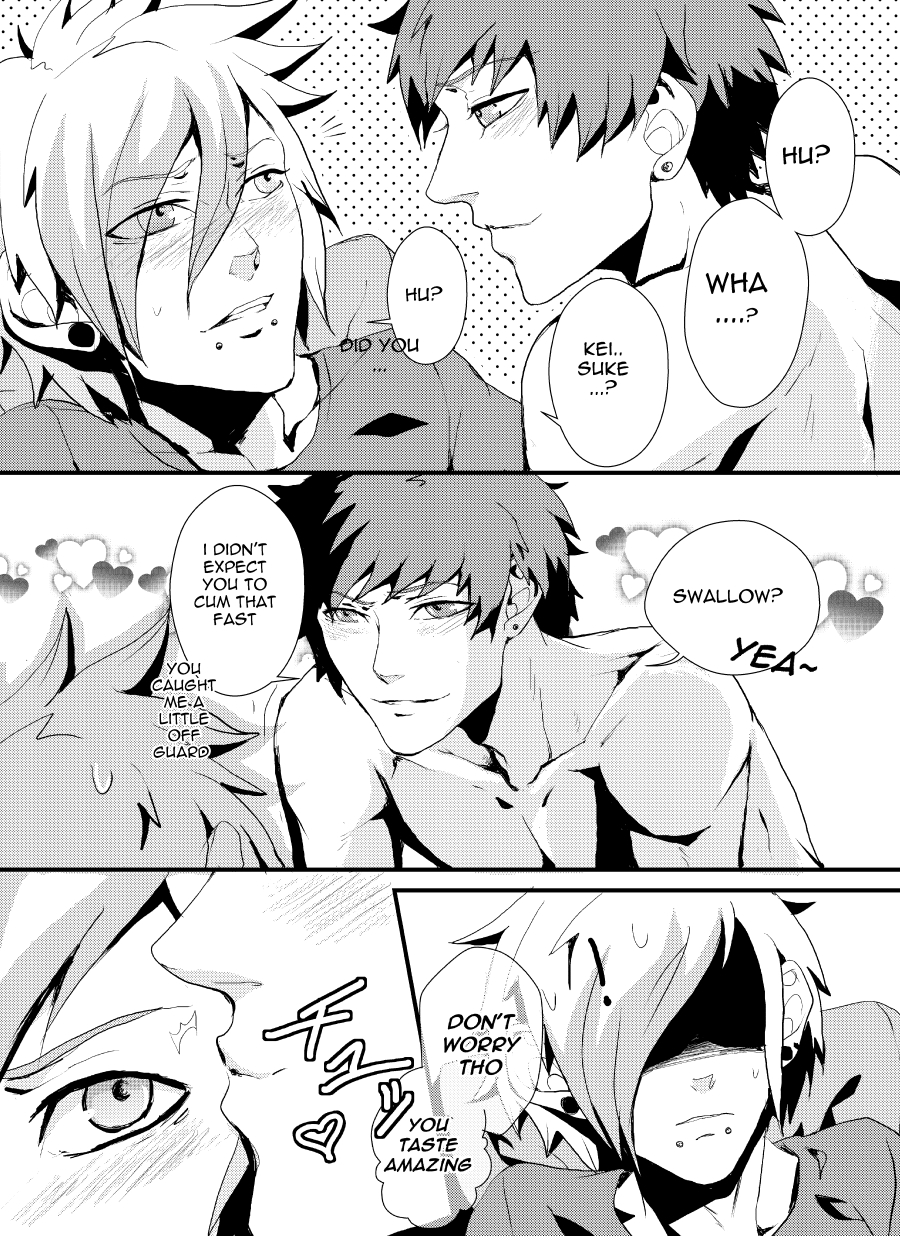 HU?
WHA
....?
KEI..
SUKE
...?
HU?
DID YOU
...
SWALLOW?
YEA~
I DIDN'T
EXPECT
YOU TO
CUM THAT
FAST
YOU
CAUGHT
ME A
LITTLE
OFF
GUARD
チュッ♡
DON'T
WORRY
THO
YOU
TASTE
AMAZING